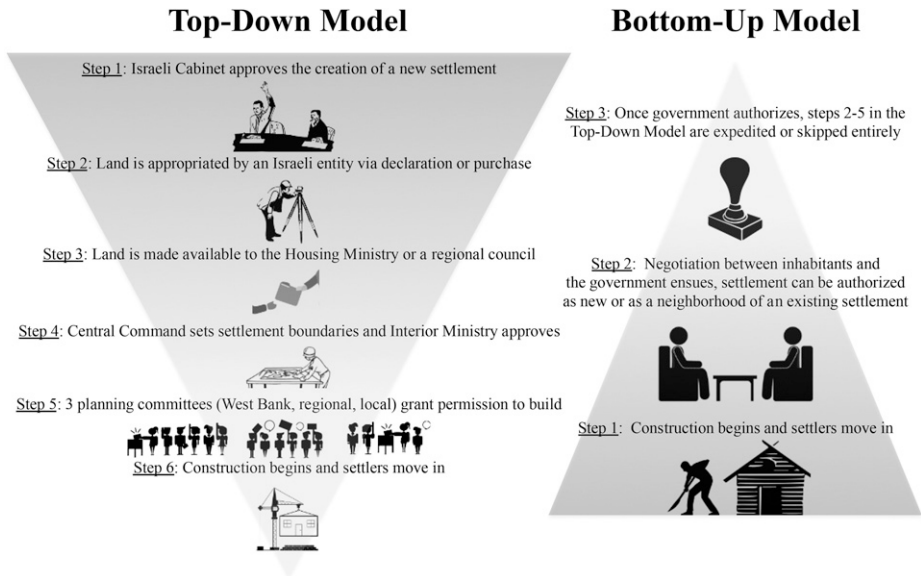 Top-Down Model
Step 1: Israeli Cabinet approves the creation of a new settlement
Step 2: Land is appropriated by an Israeli entity via declaration or purchase
Step 3: Land is made available to the Housing Ministry or a regional council
Step 4: Central Command sets settlement boundaries and Interior Ministry approves
Step 5: 3 planning committees (West Bank, regional, local) grant permission to build
Step 6: Construction begins and settlers move in
Bottom-Up Model
Step 3: Once government authorizes, steps 2-5 in the
Top-Down Model are expedited or skipped entirely
Step 2: Negotiation between inhabitants and
the government ensues, settlement can be authorized
as new or as a neighborhood of an existing settlement
Step 1: Construction begins and settlers move in